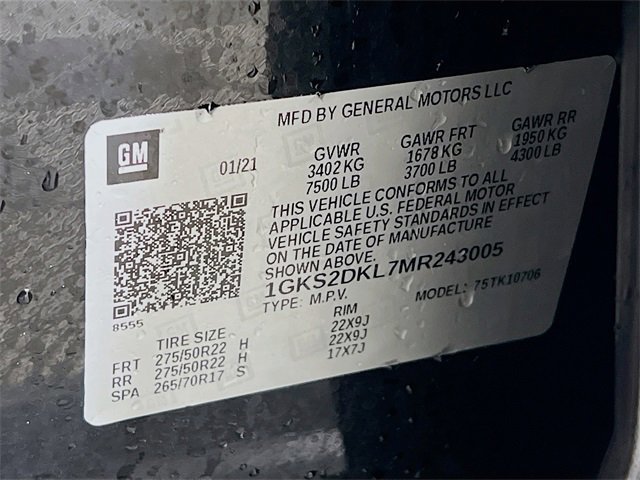 MFD BY GENERAL MOTORS LLC
GM
01/21
GVWR GAWR FRT GAWR RR
3402 KG 1678 KG 1950 KG
7500 LB 3700 LB 4300 LB
THIS VEHICLE CONFORMS TO ALL
APPLICABLE U.S. FEDERAL MOTOR
VEHICLE SAFETY STANDARDS IN EFFECT
ON THE DATE OF MANUFACTURE
SHOWN ABOVE.
1GKS2DKL7MR243005
TYPE: M.P.V. MODEL: 75TK10706
8555
TIRE SIZE RIM
FRT 275/50R22 H 22X9J
RR 275/50R22 H 22X9J
SPA 265/70R17 S 17X7J